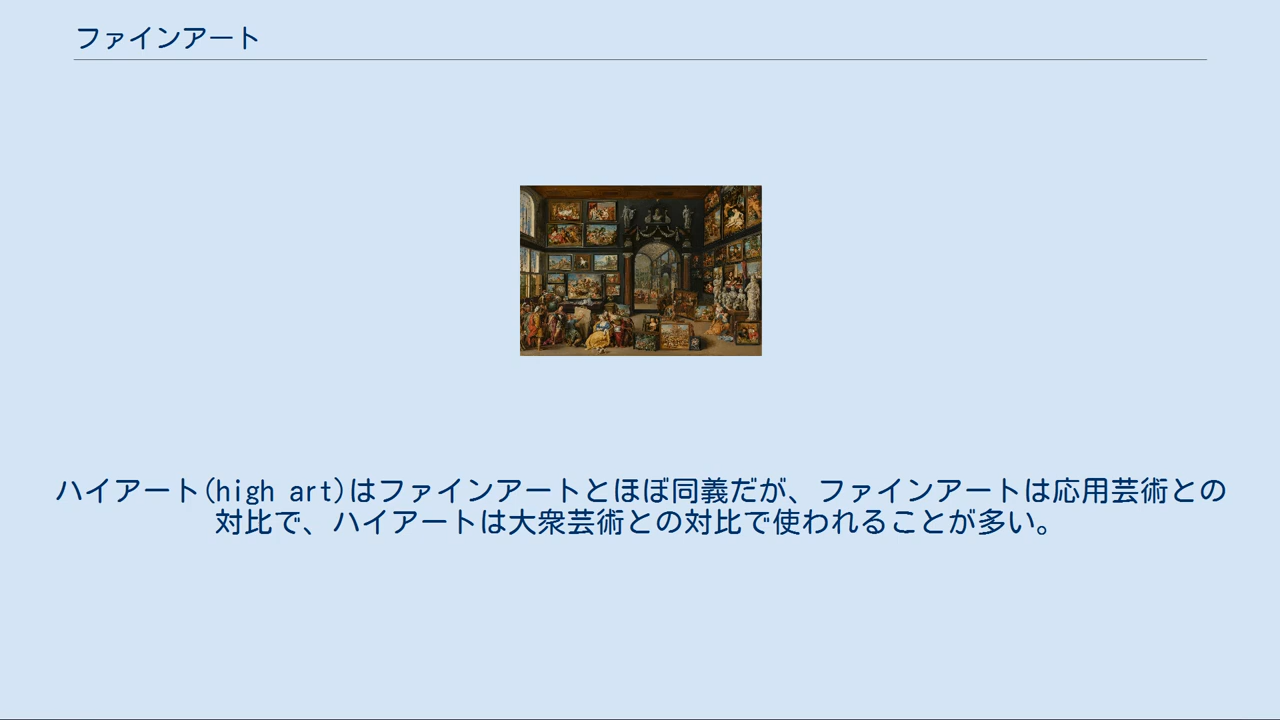 ファインアート
ハイアート(high art)はファインアートとほぼ同義だが、ファインアートは応用芸術との
対比で、ハイアートは大衆芸術との対比で使われることが多い。